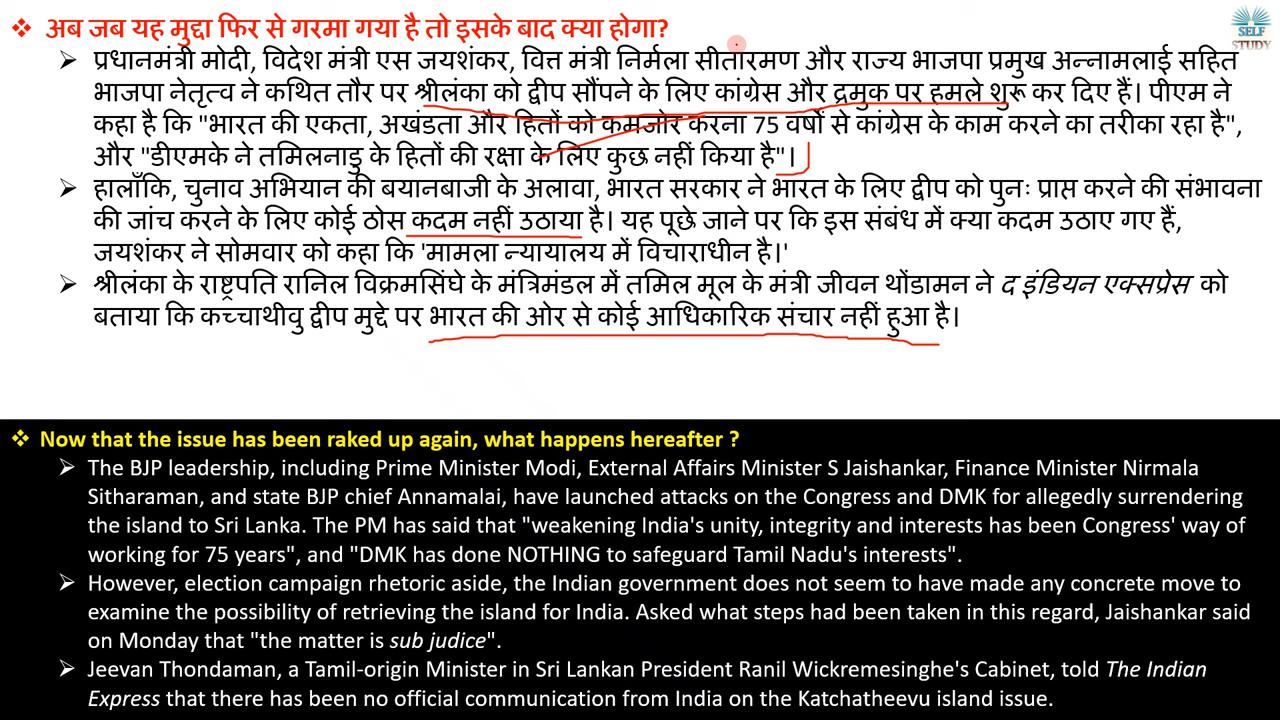 ❖ अब जब यह मुद्दा फिर से गरमा गया है तो इसके बाद क्या होगा?
SELF
STUDY
➢ प्रधानमंत्री मोदी, विदेश मंत्री एस जयशंकर, वित्त मंत्री निर्मला सीतारमण और राज्य भाजपा प्रमुख अन्नामलाई सहित
भाजपा नेतृत्व ने कथित तौर पर श्रीलंका को द्वीप सौंपने के लिए कांग्रेस और द्रमुक पर हमले शुरू कर दिए हैं। पीएम ने
कहा है कि "भारत की एकता, अखंडता और हितों को कमजोर करना 75 वर्षों से कांग्रेस के काम करने का तरीका रहा है",
और "डीएमके ने तमिलनाडु के हितों की रक्षा के लिए कुछ नहीं किया है"।
➢ हालाँकि, चुनाव अभियान की बयानबाजी के अलावा, भारत सरकार ने भारत के लिए द्वीप को पुनः प्राप्त करने की संभावना
की जांच करने के लिए कोई ठोस कदम नहीं उठाया है। यह पूछे जाने पर कि इस संबंध में क्या कदम उठाए गए हैं,
जयशंकर ने सोमवार को कहा कि 'मामला न्यायालय में विचाराधीन है।'
➢ श्रीलंका के राष्ट्रपति रानिल विक्रमसिंघे के मंत्रिमंडल में तमिल मूल के मंत्री जीवन थोंडामन ने द इंडियन एक्सप्रेस को
बताया कि कच्चाथीवु द्वीप मुद्दे पर भारत की ओर से कोई आधिकारिक संचार नहीं हुआ है।
❖ Now that the issue has been raked up again, what happens hereafter ?
➢ The BJP leadership, including Prime Minister Modi, External Affairs Minister S Jaishankar, Finance Minister Nirmala
Sitharaman, and state BJP chief Annamalai, have launched attacks on the Congress and DMK for allegedly surrendering
the island to Sri Lanka. The PM has said that "weakening India's unity, integrity and interests has been Congress' way of
working for 75 years", and "DMK has done NOTHING to safeguard Tamil Nadu's interests".
➢ However, election campaign rhetoric aside, the Indian government does not seem to have made any concrete move to
examine the possibility of retrieving the island for India. Asked what steps had been taken in this regard, Jaishankar said
on Monday that "the matter is sub judice".
➢ Jeevan Thondaman, a Tamil-origin Minister in Sri Lankan President Ranil Wickremesinghe's Cabinet, told The Indian
Express that there has been no official communication from India on the Katchatheevu island issue.